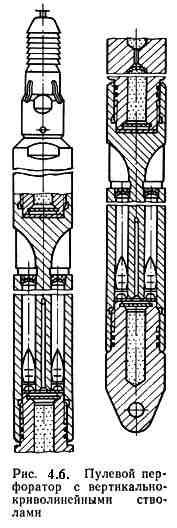 Рис. 4.6. Пулевой пер-
форатор с вертикально-
криволинейными ство-
лами